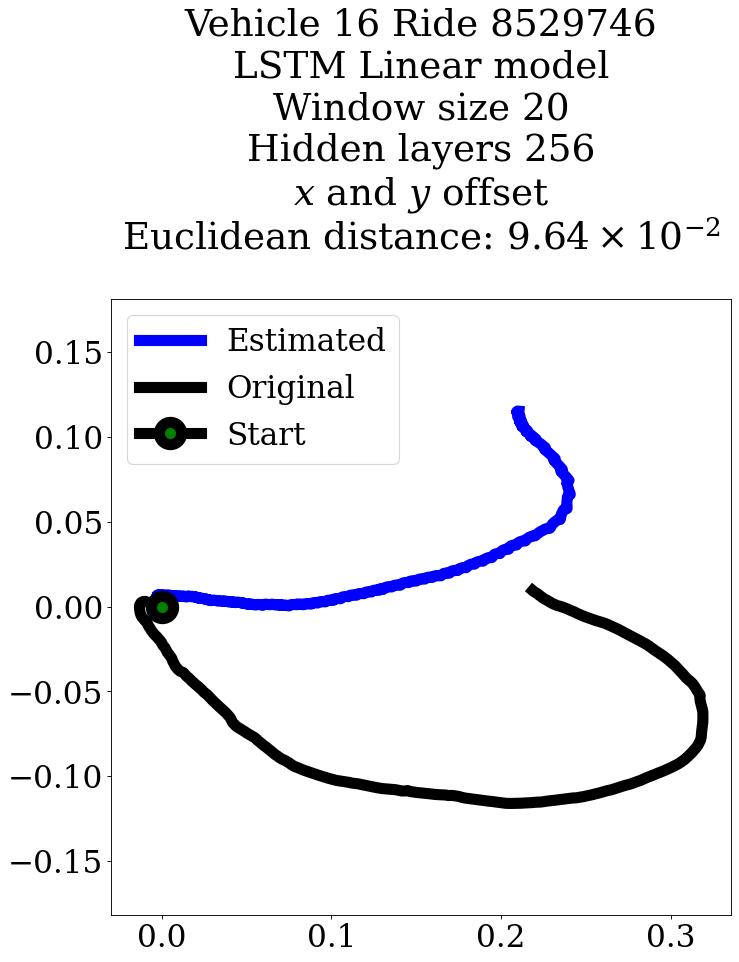 Vehicle 16 Ride 8529746
LSTM Linear model
Window size 20
Hidden layers 256
x and y offset
Euclidean distance: 9.64 × 10⁻²
Estimated
Original
Start
0.15
0.10
0.05
0.00
−0.05
−0.10
−0.15
0.0 0.1 0.2 0.3